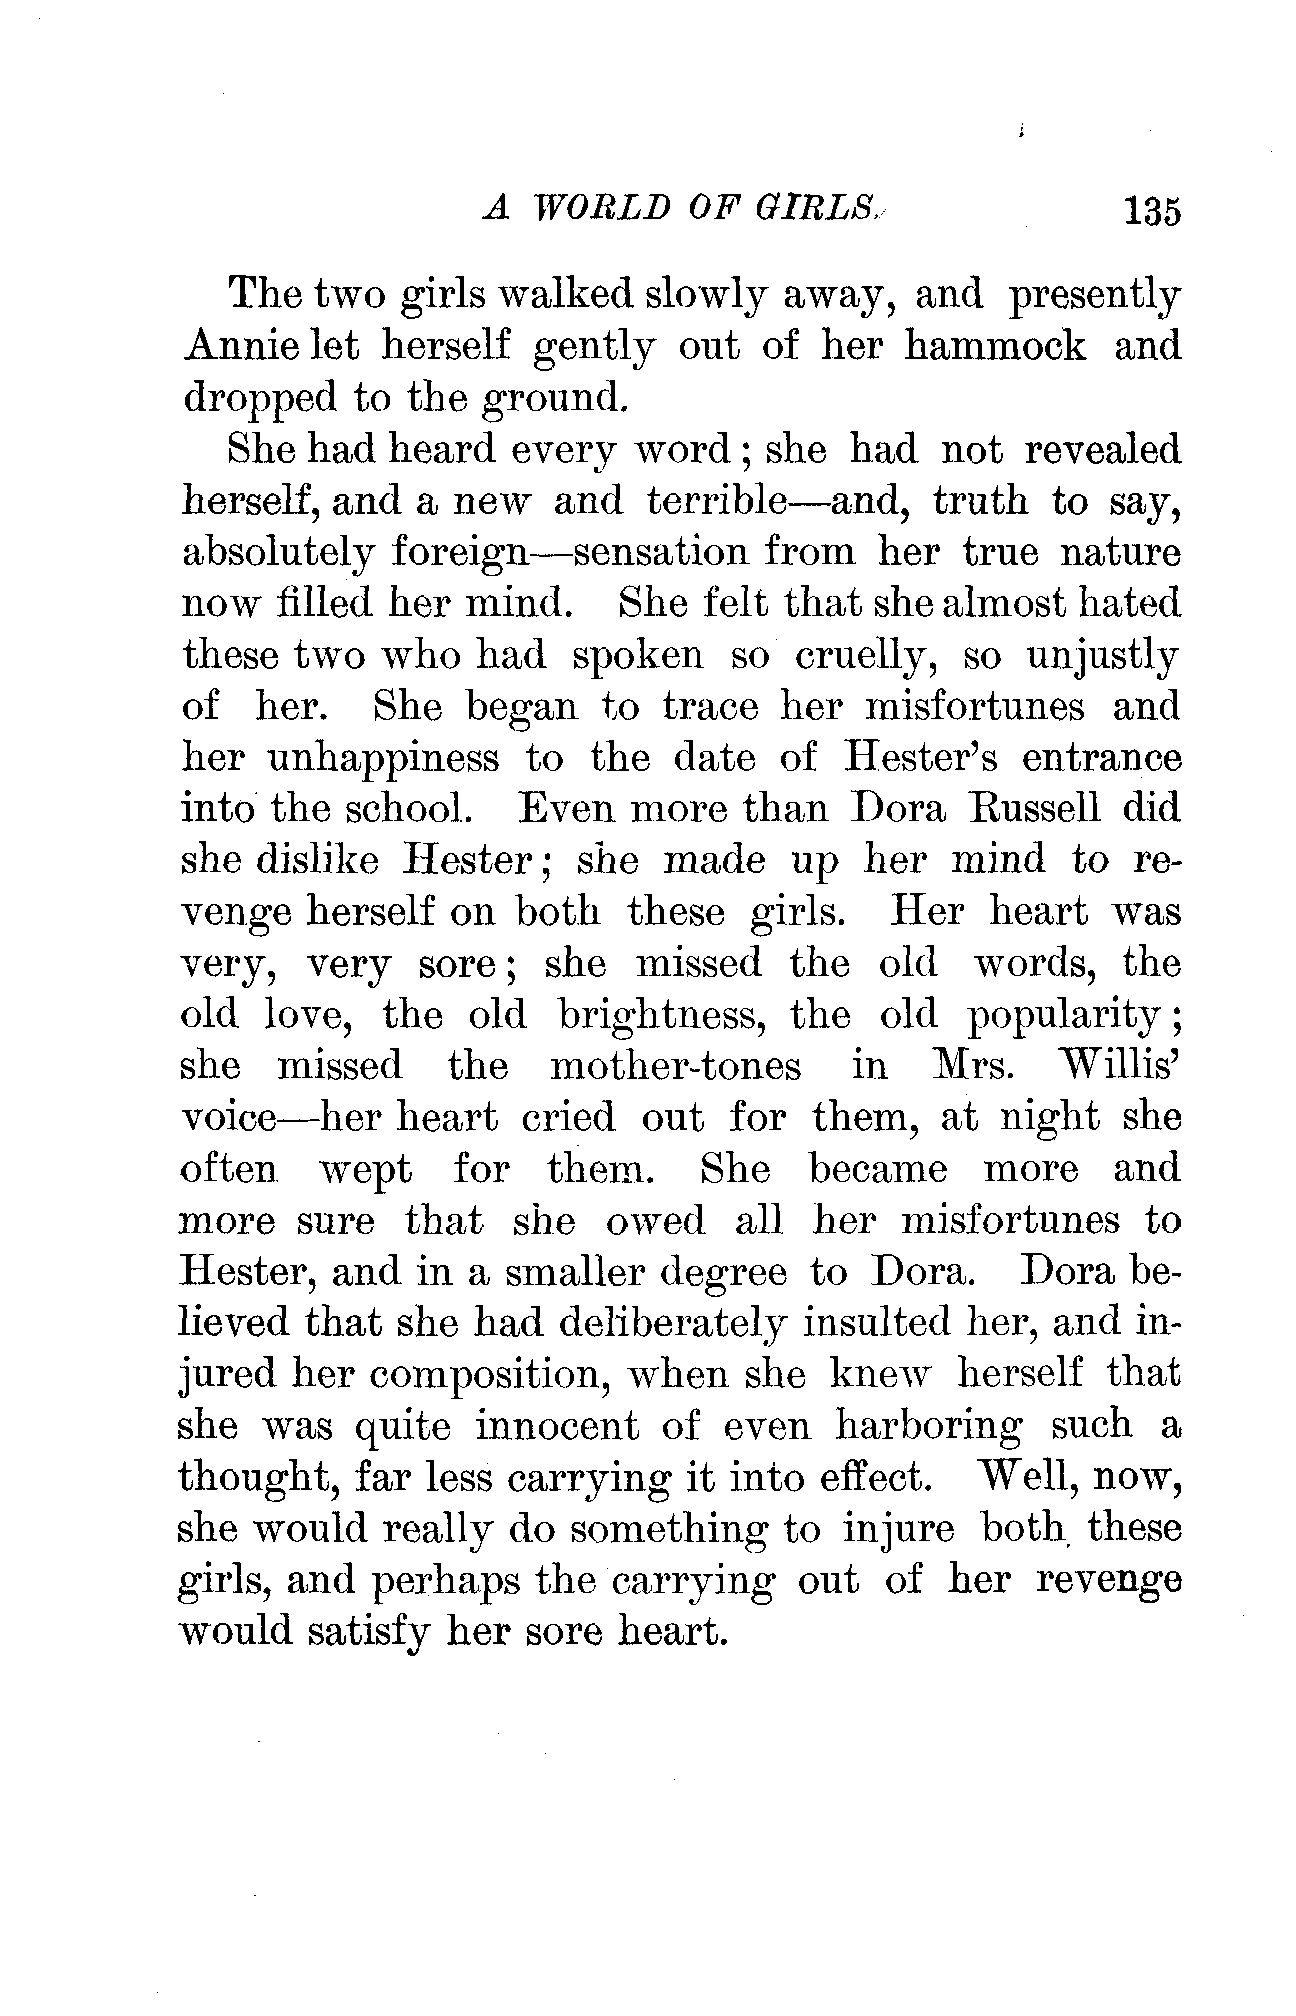 A WORLD OF GIRLS. 135
The two girls walked slowly away, and presently
Annie let herself gently out of her hammock and
dropped to the ground.
She had heard every word; she had not revealed
herself, and a new and terrible—and, truth to say,
absolutely foreign—sensation from her true nature
now filled her mind. She felt that she almost hated
these two who had spoken so cruelly, so unjustly
of her. She began to trace her misfortunes and
her unhappiness to the date of Hester's entrance
into the school. Even more than Dora Russell did
she dislike Hester; she made up her mind to re-
venge herself on both these girls. Her heart was
very, very sore; she missed the old words, the
old love, the old brightness, the old popularity;
she missed the mother-tones in Mrs. Willis'
voice—her heart cried out for them, at night she
often wept for them. She became more and
more sure that she owed all her misfortunes to
Hester, and in a smaller degree to Dora. Dora be-
lieved that she had deliberately insulted her, and in-
jured her composition, when she knew herself that
she was quite innocent of even harboring such a
thought, far less carrying it into effect. Well, now,
she would really do something to injure both these
girls, and perhaps the carrying out of her revenge
would satisfy her sore heart.